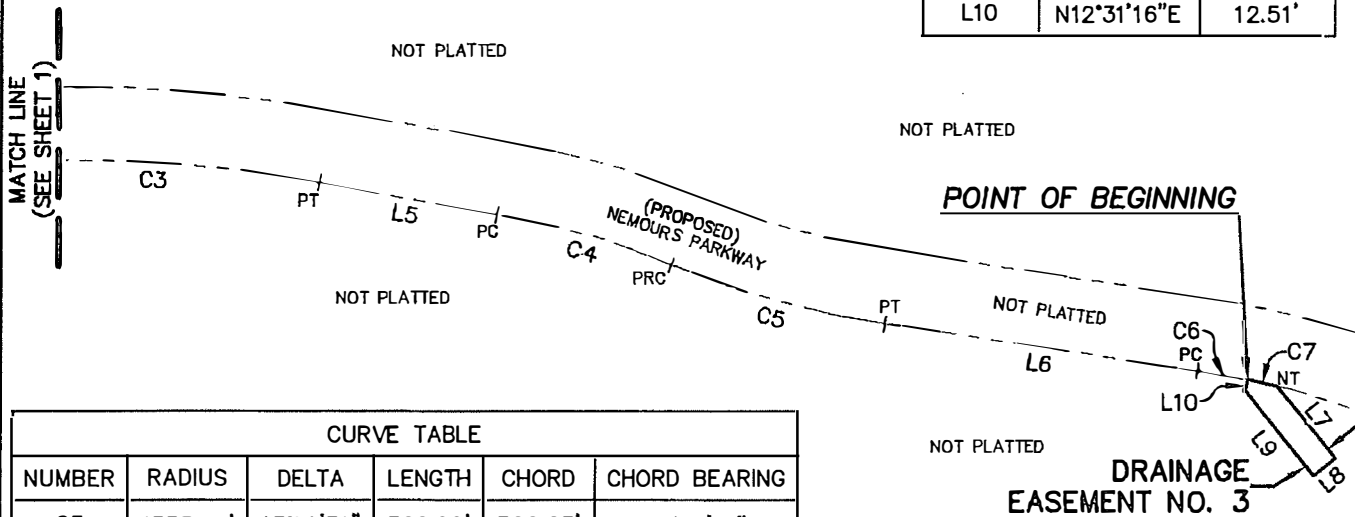 L10 N12°31'16"E 12.51'
NOT PLATTED
MATCH LINE
(SEE SHEET 1)
NOT PLATTED
C3
PT
L5
PC
C4
(PROPOSED)
NEMOURS PARKWAY
PRC
POINT OF BEGINNING
NOT PLATTED
C5
PT
NOT PLATTED
L6
C6
PC
C7
NT
L10
L7
L9
L8
NOT PLATTED
DRAINAGE
EASEMENT NO. 3
CURVE TABLE
NUMBER RADIUS DELTA LENGTH CHORD CHORD BEARING